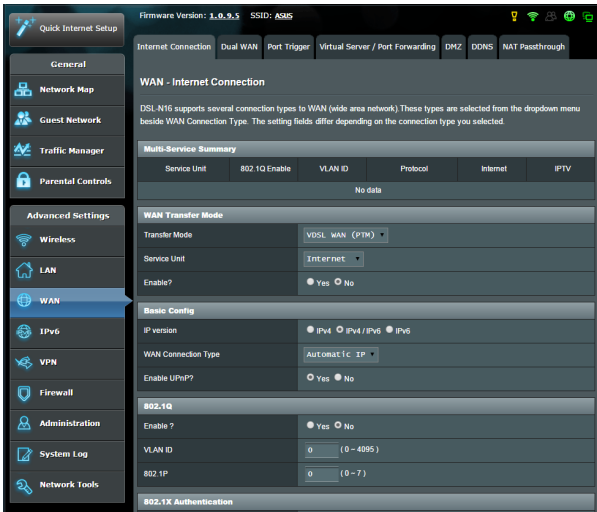 Quick Internet Setup
General
Network Map
Guest Network
Traffic Manager
Parental Controls
Advanced Settings
Wireless
LAN
WAN
IPv6
VPN
Firewall
Administration
System Log
Network Tools
Firmware Version: 1.0.9.5 SSID: ASUS
Internet Connection Dual WAN Port Trigger Virtual Server / Port Forwarding DMZ DDNS NAT Passthrough
WAN - Internet Connection
DSL-N16 supports several connection types to WAN (wide area network).These types are selected from the dropdown menu
beside WAN Connection Type. The setting fields differ depending on the connection type you selected.
Multi-Service Summary
Service Unit 802.1Q Enable VLAN ID Protocol Internet IPTV
No data
WAN Transfer Mode
Transfer Mode VDSL WAN (PTM)
Service Unit Internet
Enable? Yes No
Basic Config
IP version IPv4 IPv4 / IPv6 IPv6
WAN Connection Type Automatic IP
Enable UPnP? Yes No
802.1Q
Enable ? Yes No
VLAN ID 0 ( 0 – 4095 )
802.1P 0 ( 0 – 7 )
802.1X Authentication